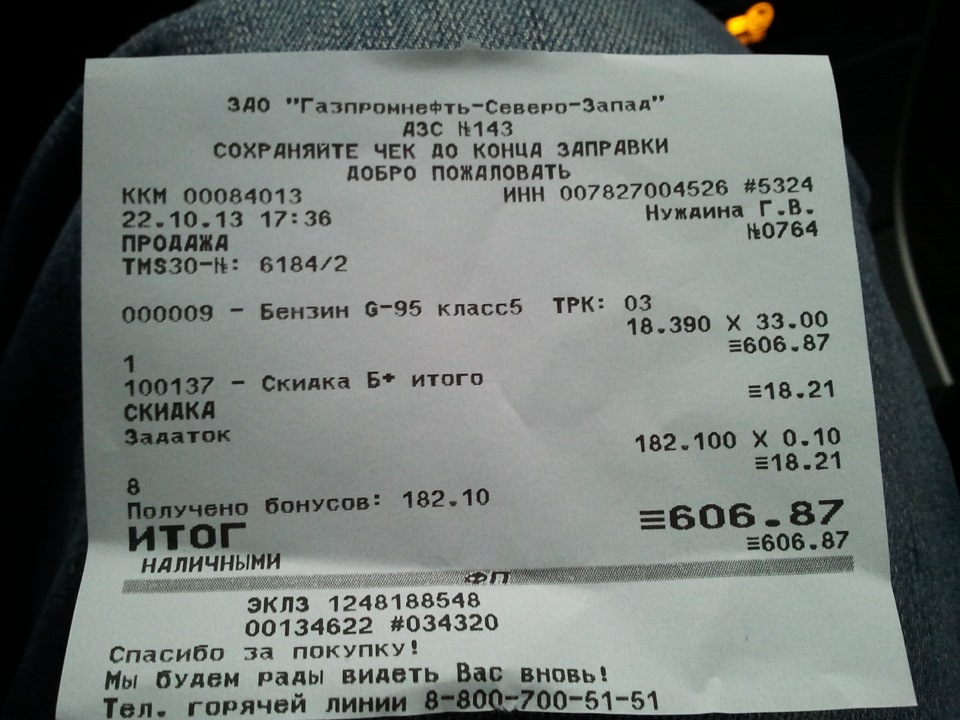 ЗАО "Газпромнефть-Северо-Запад"
АЗС №143
СОХРАНЯЙТЕ ЧЕК ДО КОНЦА ЗАПРАВКИ
ДОБРО ПОЖАЛОВАТЬ
ККМ 00084013 ИНН 007827004526 #5324
22.10.13 17:36 Нуждина Г.В.
ПРОДАЖА №0764
TMS30-№: 6184/2
000009 - Бензин G-95 класс5 ТРК: 03
18.390 X 33.00
1 ≡606.87
100137 - Скидка Б+ итого
СКИДКА ≡18.21
Задаток
182.100 X 0.10
8 ≡18.21
Получено бонусов: 182.10
ИТОГ ≡606.87
НАЛИЧНЫМИ ≡606.87
ФП
ЭКЛЗ 1248188548
00134622 #034320
Спасибо за покупку!
Мы будем рады видеть Вас вновь!
Тел. горячей линии 8-800-700-51-51